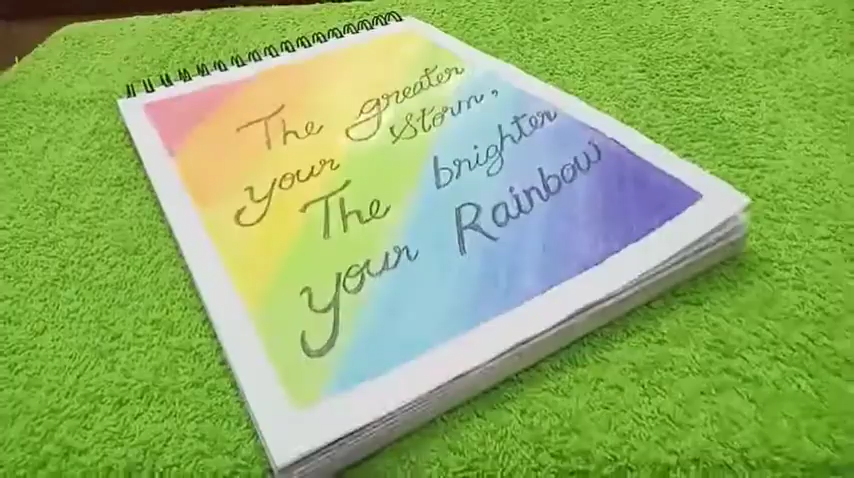 The greater
your Storm,
The brighter
your Rainbow